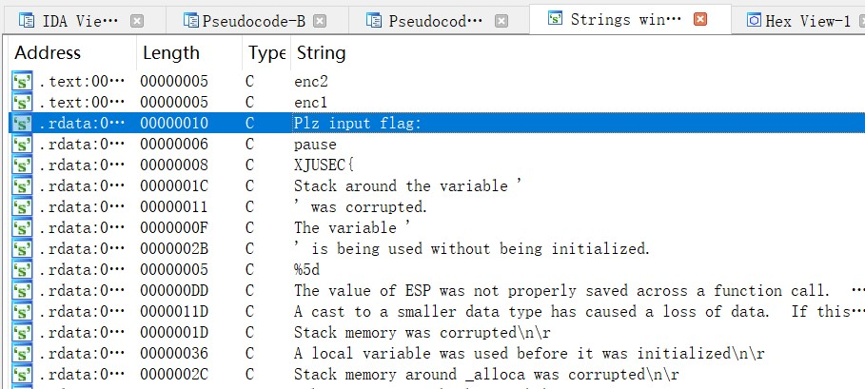 IDA Vie⋯ Pseudocode-B Pseudocod⋯ Strings win⋯ Hex View-1
Address Length Type String
.text:00⋯ 00000005 C enc2
.text:00⋯ 00000005 C enc1
.rdata:0⋯ 00000010 C Plz input flag:
.rdata:0⋯ 00000006 C pause
.rdata:0⋯ 00000008 C XJUSEC{
.rdata:0⋯ 0000001C C Stack around the variable '
.rdata:0⋯ 00000011 C ' was corrupted.
.rdata:0⋯ 0000000F C The variable '
.rdata:0⋯ 0000002B C ' is being used without being initialized.
.rdata:0⋯ 00000005 C %5d
.rdata:0⋯ 000000DD C The value of ESP was not properly saved across a function call. ⋯
.rdata:0⋯ 0000011D C A cast to a smaller data type has caused a loss of data. If this⋯
.rdata:0⋯ 0000001D C Stack memory was corrupted\n\r
.rdata:0⋯ 00000036 C A local variable was used before it was initialized\n\r
.rdata:0⋯ 0000002C C Stack memory around _alloca was corrupted\n\r